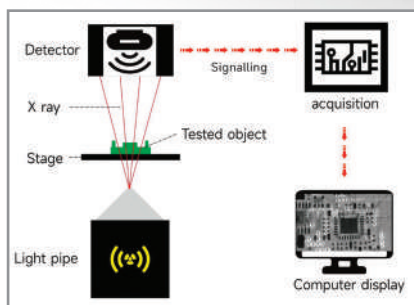 Detector
Signalling
acquisition
X ray
Tested object
Stage
Light pipe
Computer display